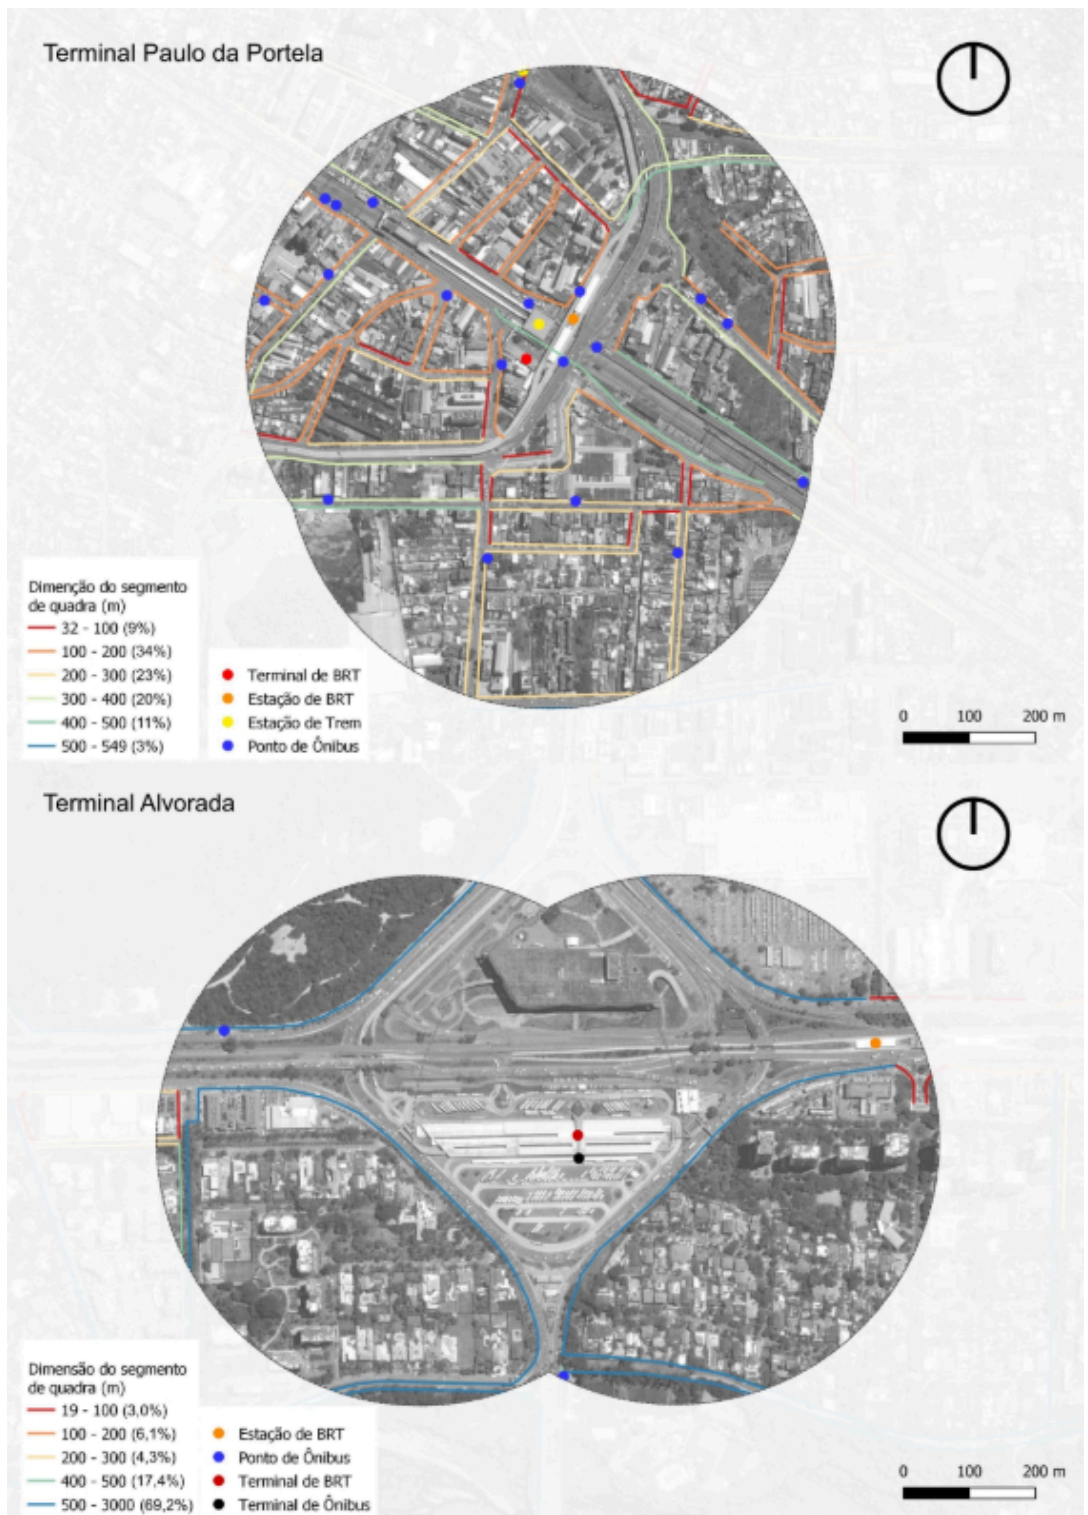 Terminal Paulo da Portela
Dimenção do segmento
de quadra (m)
32 - 100 (9%)
100 - 200 (34%)
200 - 300 (23%)
300 - 400 (20%)
400 - 500 (11%)
500 - 549 (3%)
Terminal de BRT
Estação de BRT
Estação de Trem
Ponto de Ônibus
0 100 200 m
Terminal Alvorada
Dimensão do segmento
de quadra (m)
19 - 100 (3,0%)
100 - 200 (6,1%)
200 - 300 (4,3%)
400 - 500 (17,4%)
500 - 3000 (69,2%)
Estação de BRT
Ponto de Ônibus
Terminal de BRT
Terminal de Ônibus
0 100 200 m